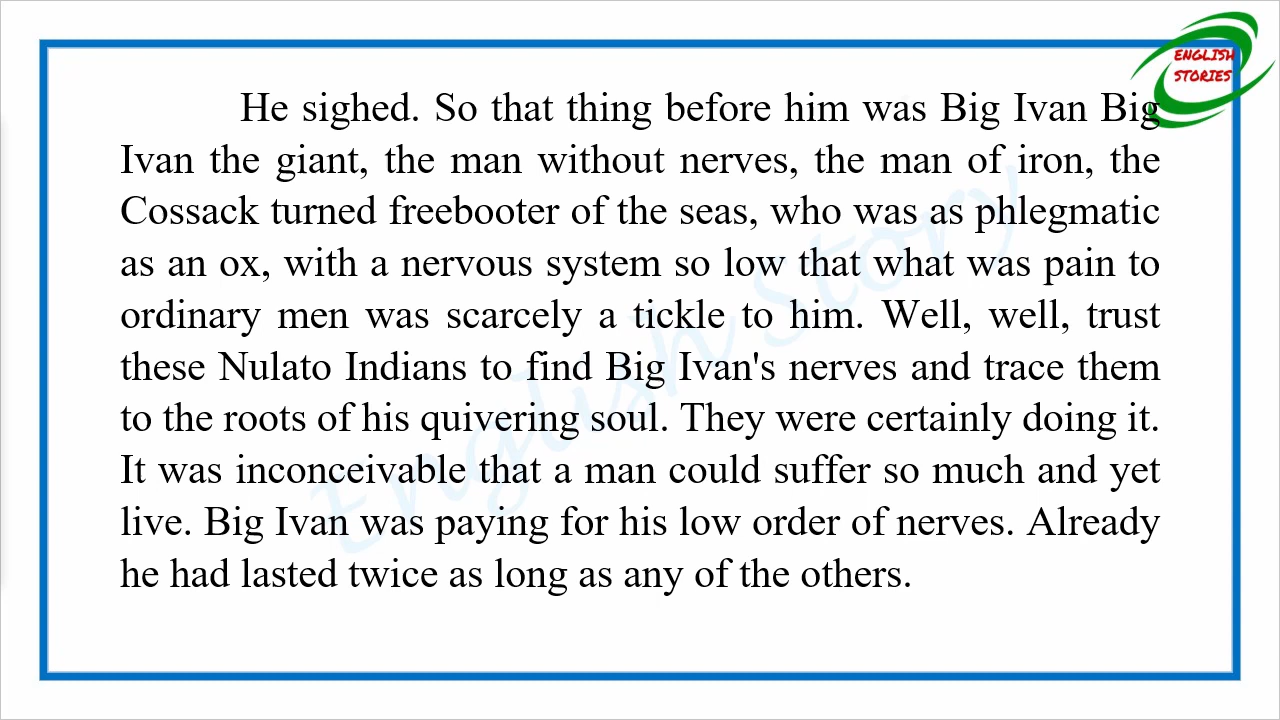 ENGLISH
STORIES
He sighed. So that thing before him was Big Ivan Big
Ivan the giant, the man without nerves, the man of iron, the
Cossack turned freebooter of the seas, who was as phlegmatic
as an ox, with a nervous system so low that what was pain to
ordinary men was scarcely a tickle to him. Well, well, trust
these Nulato Indians to find Big Ivan's nerves and trace them
to the roots of his quivering soul. They were certainly doing it.
It was inconceivable that a man could suffer so much and yet
live. Big Ivan was paying for his low order of nerves. Already
he had lasted twice as long as any of the others.
English Story